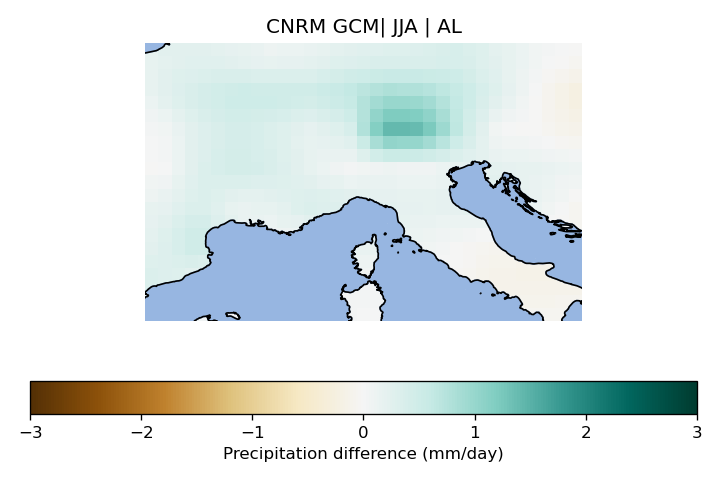 CNRM GCM| JJA | AL
−3 −2 −1 0 1 2 3
Precipitation difference (mm/day)